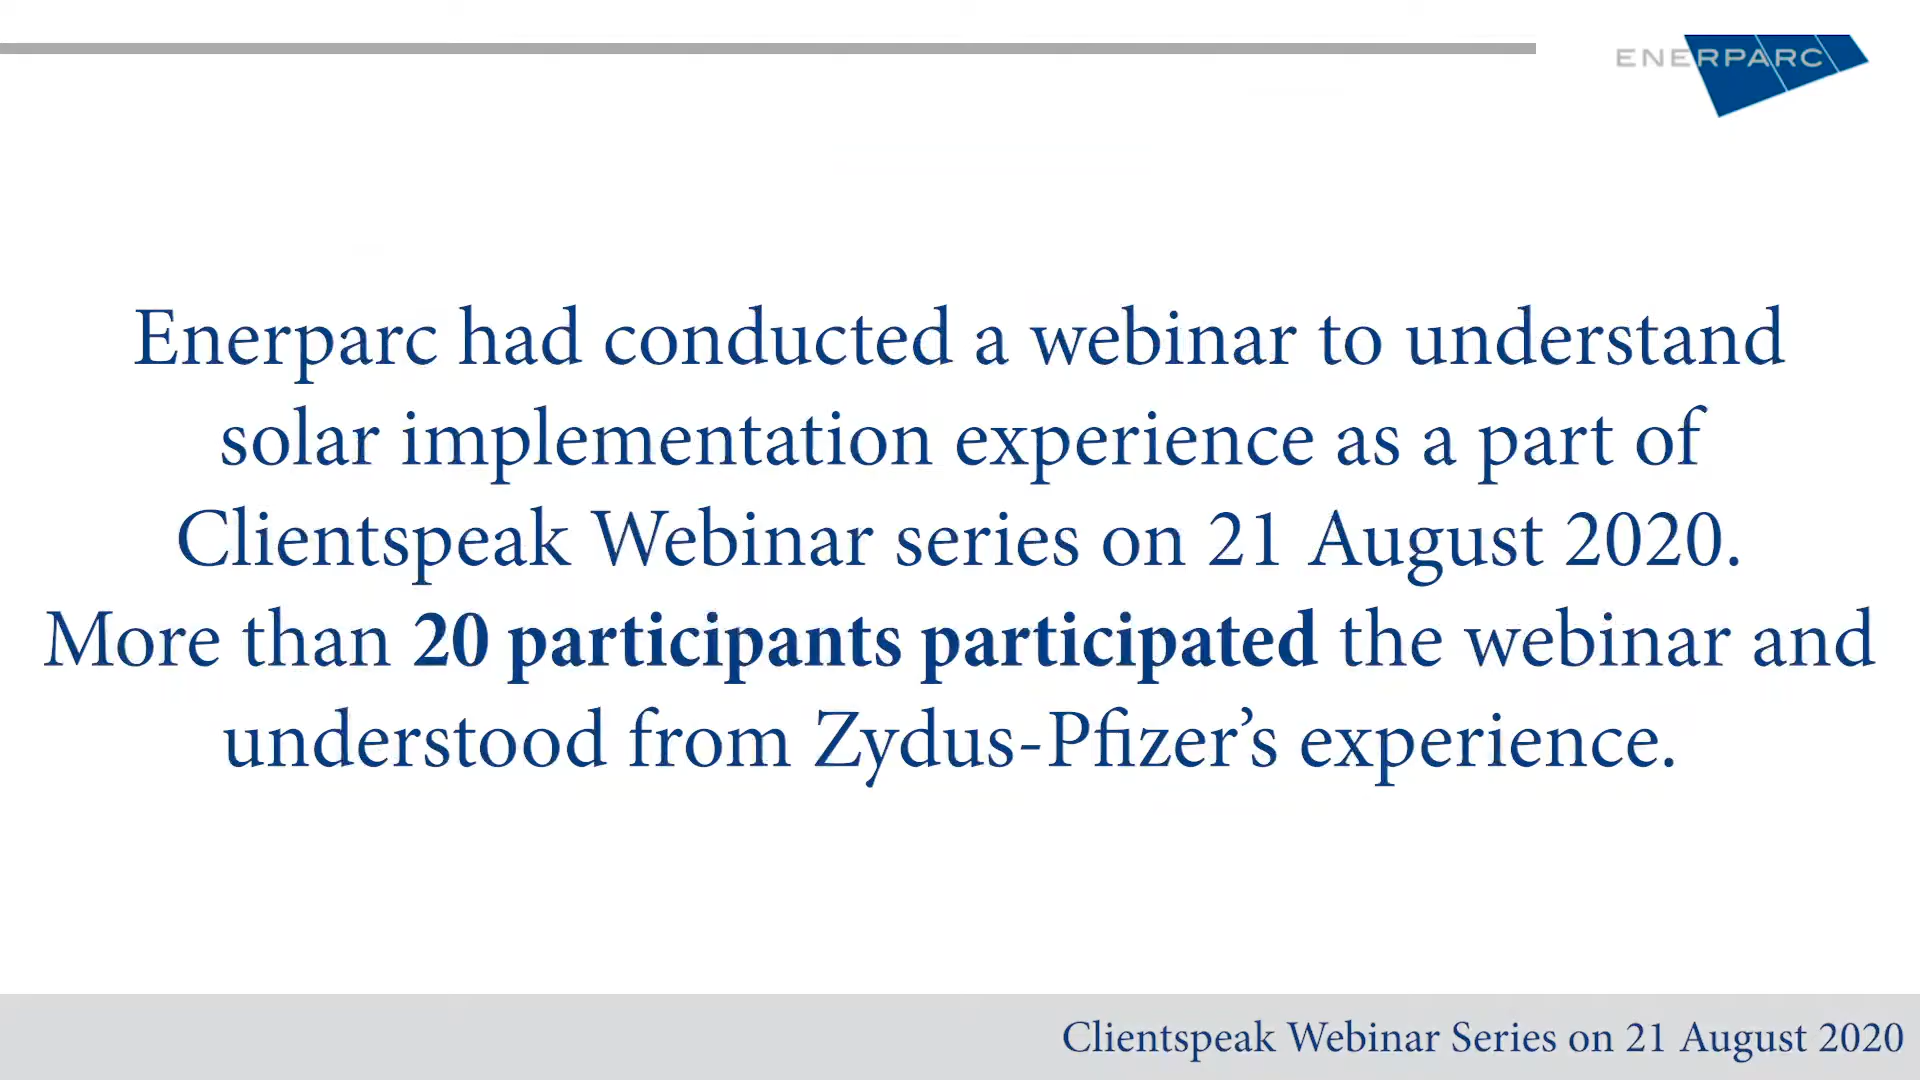 ENERPARC
Enerparc had conducted a webinar to understand
solar implementation experience as a part of
Clientspeak Webinar series on 21 August 2020.
More than 20 participants participated the webinar and
understood from Zydus-Pfizer’s experience.
Clientspeak Webinar Series on 21 August 2020